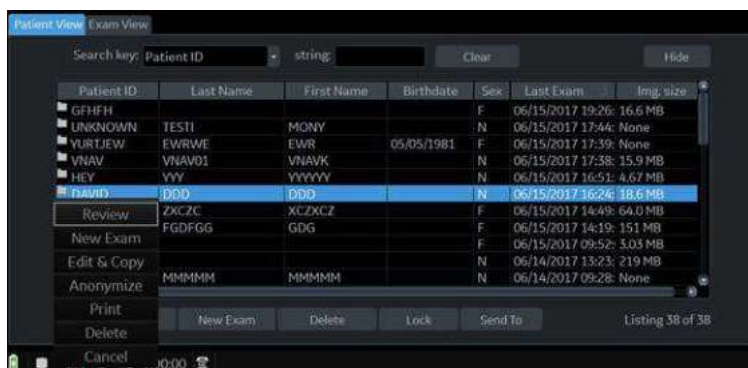 Patient View Exam View
Search key: Patient ID string: Clear Hide
Patient ID Last Name First Name Birthdate Sex Last Exam Img. size
GFHFH F 06/15/2017 19:26: 16.6 MB
UNKNOWN TESTI MONY N 06/15/2017 17:44: None
YURTJEW EWRWE EWR 05/05/1981 F 06/15/2017 17:39: None
VNAV VNAV01 VNAVK N 06/15/2017 17:38: 15.9 MB
HEY YYY YYYYYY N 06/15/2017 16:51: 4.67 MB
DAVID DDD DDD N 06/15/2017 16:24: 18.6 MB
Review ZXCZC XCZXCZ F 06/15/2017 14:49: 64.0 MB
New Exam FGDFGG GDG F 06/15/2017 14:19: 151 MB
F 06/15/2017 09:52: 3.03 MB
Edit & Copy N 06/14/2017 13:23: 219 MB
Anonymize MMMMM MMMMM N 06/14/2017 09:28: None
Print New Exam Delete Lock Send To Listing 38 of 38
Delete
Cancel 00:00